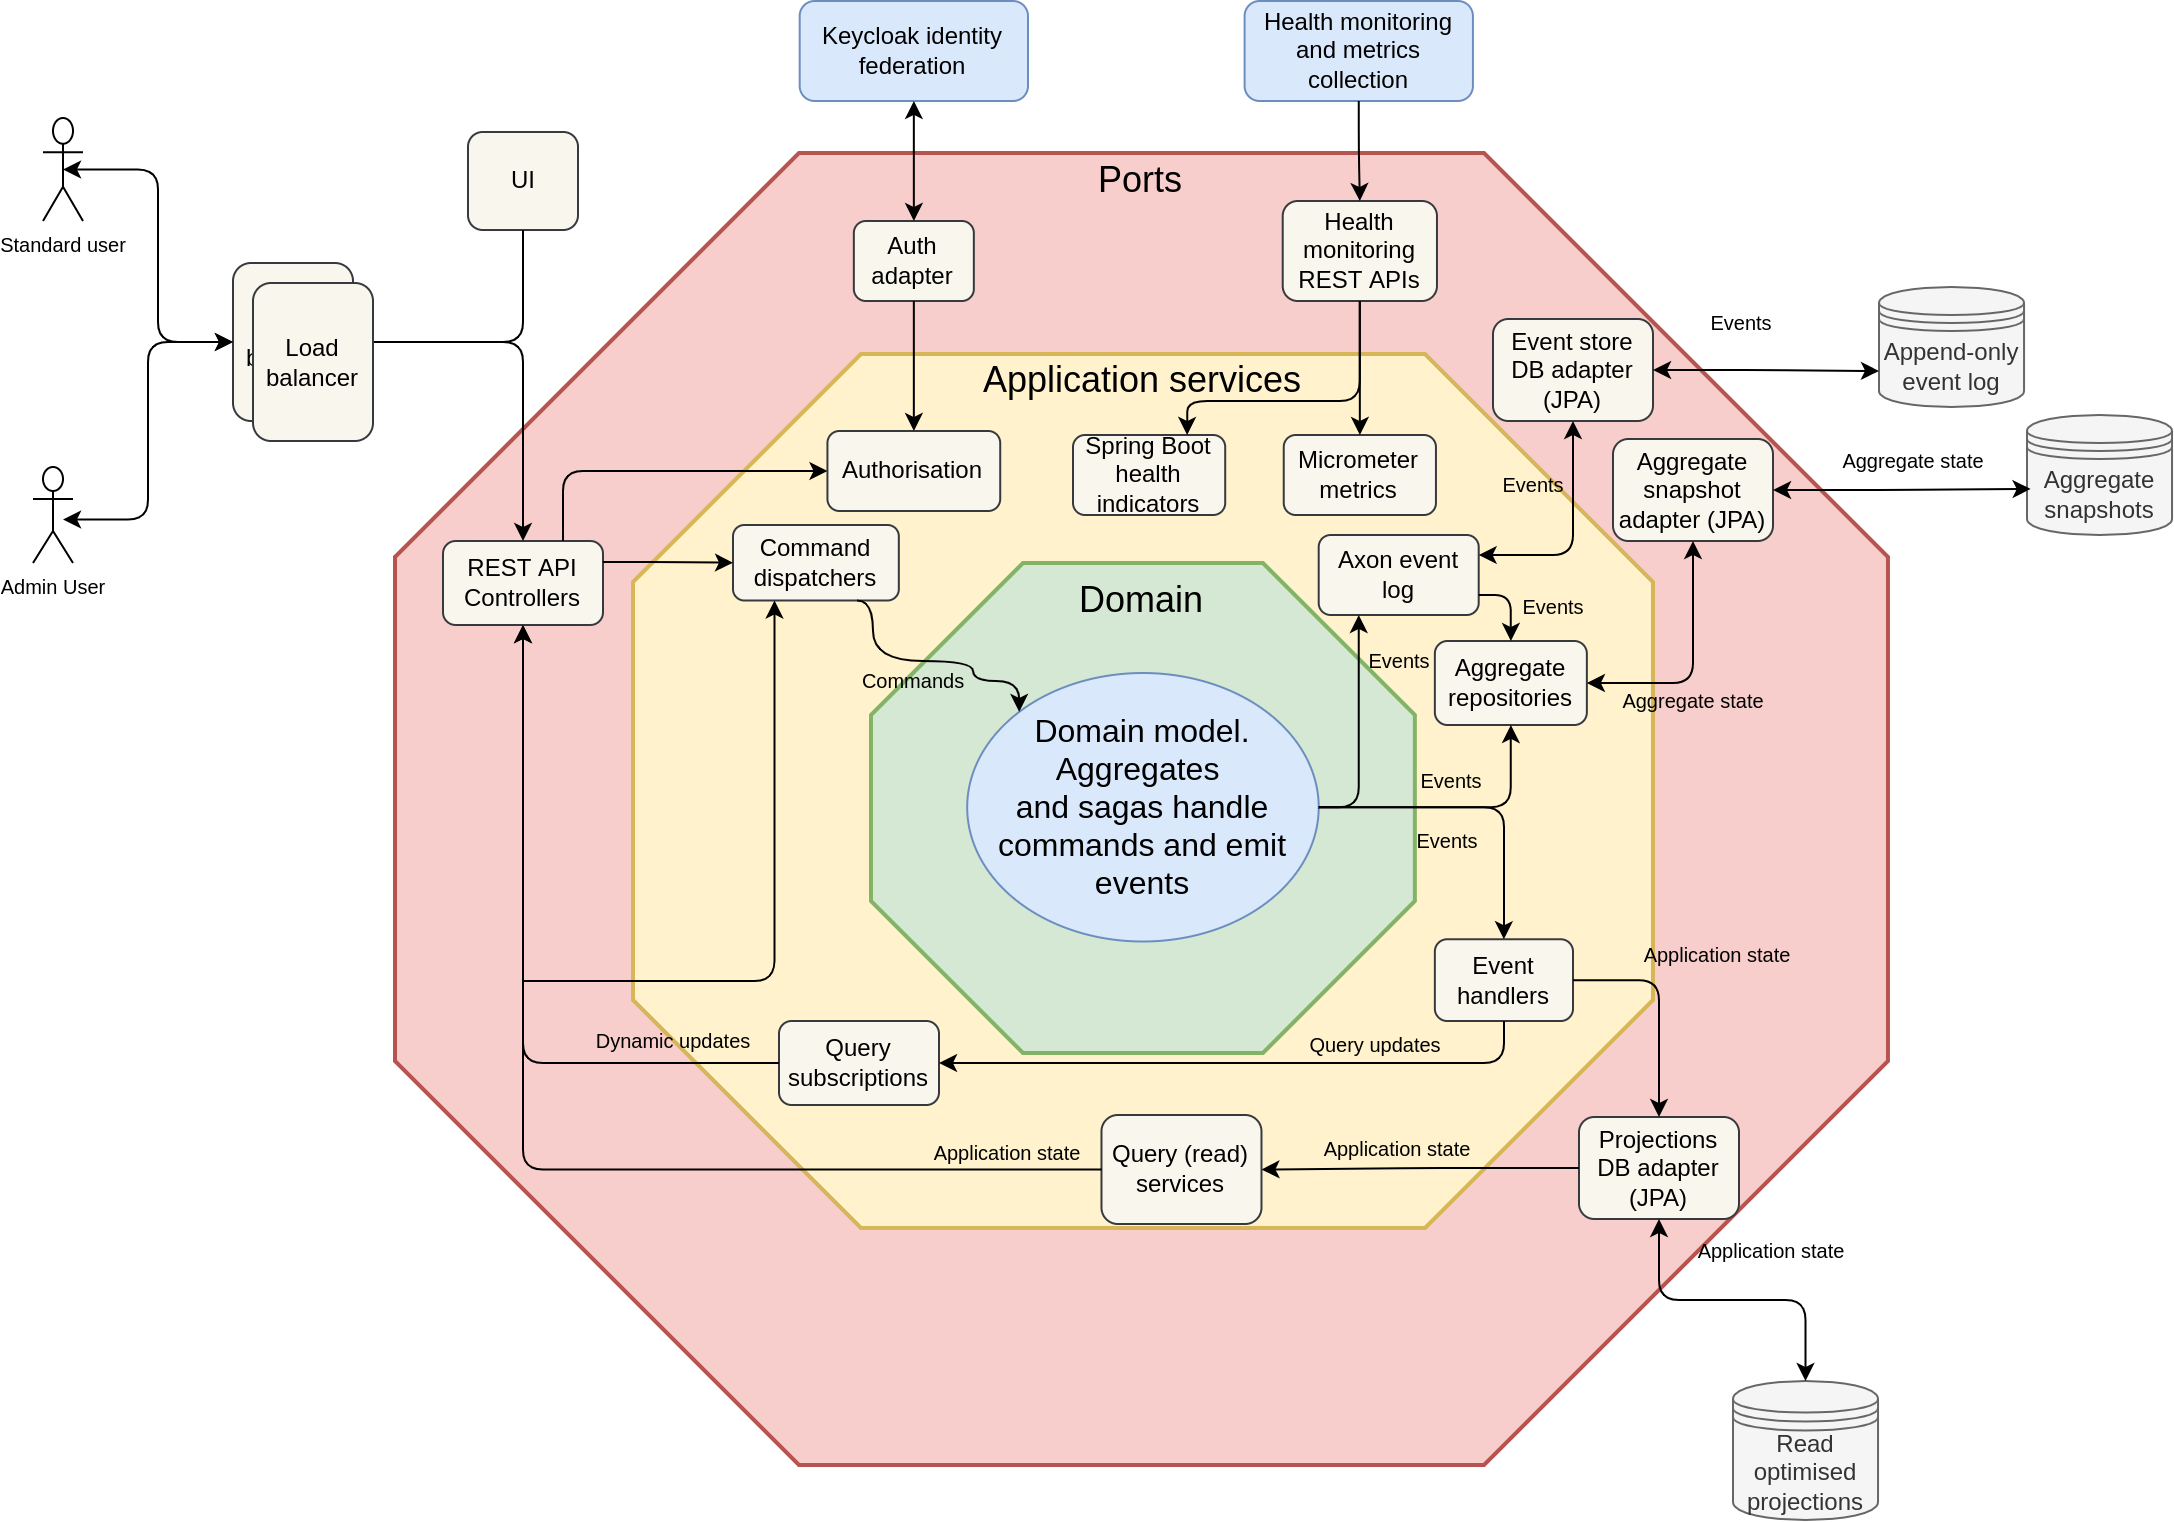 Keycloak identity
federation
Health monitoring
and metrics
collection
Standard user
UI
Ports
Auth
adapter
Health
monitoring
REST APIs
Load
balancer
b
Application services
Event store
DB adapter
(JPA)
Events
Append-only
event log
Authorisation
Spring Boot
health
indicators
Micrometer
metrics
Events
Aggregate
snapshot
adapter (JPA)
Aggregate state
Aggregate
snapshots
Admin User
REST API
Controllers
Command
dispatchers
Domain
Axon event
log
Events
Commands
Events
Aggregate
repositories
Aggregate state
Domain model.
Aggregates
and sagas handle
commands and emit
events
Events
Events
Event
handlers
Application state
Dynamic updates
Query
subscriptions
Query updates
Application state
Query (read)
services
Application state
Projections
DB adapter
(JPA)
Application state
Read
optimised
projections